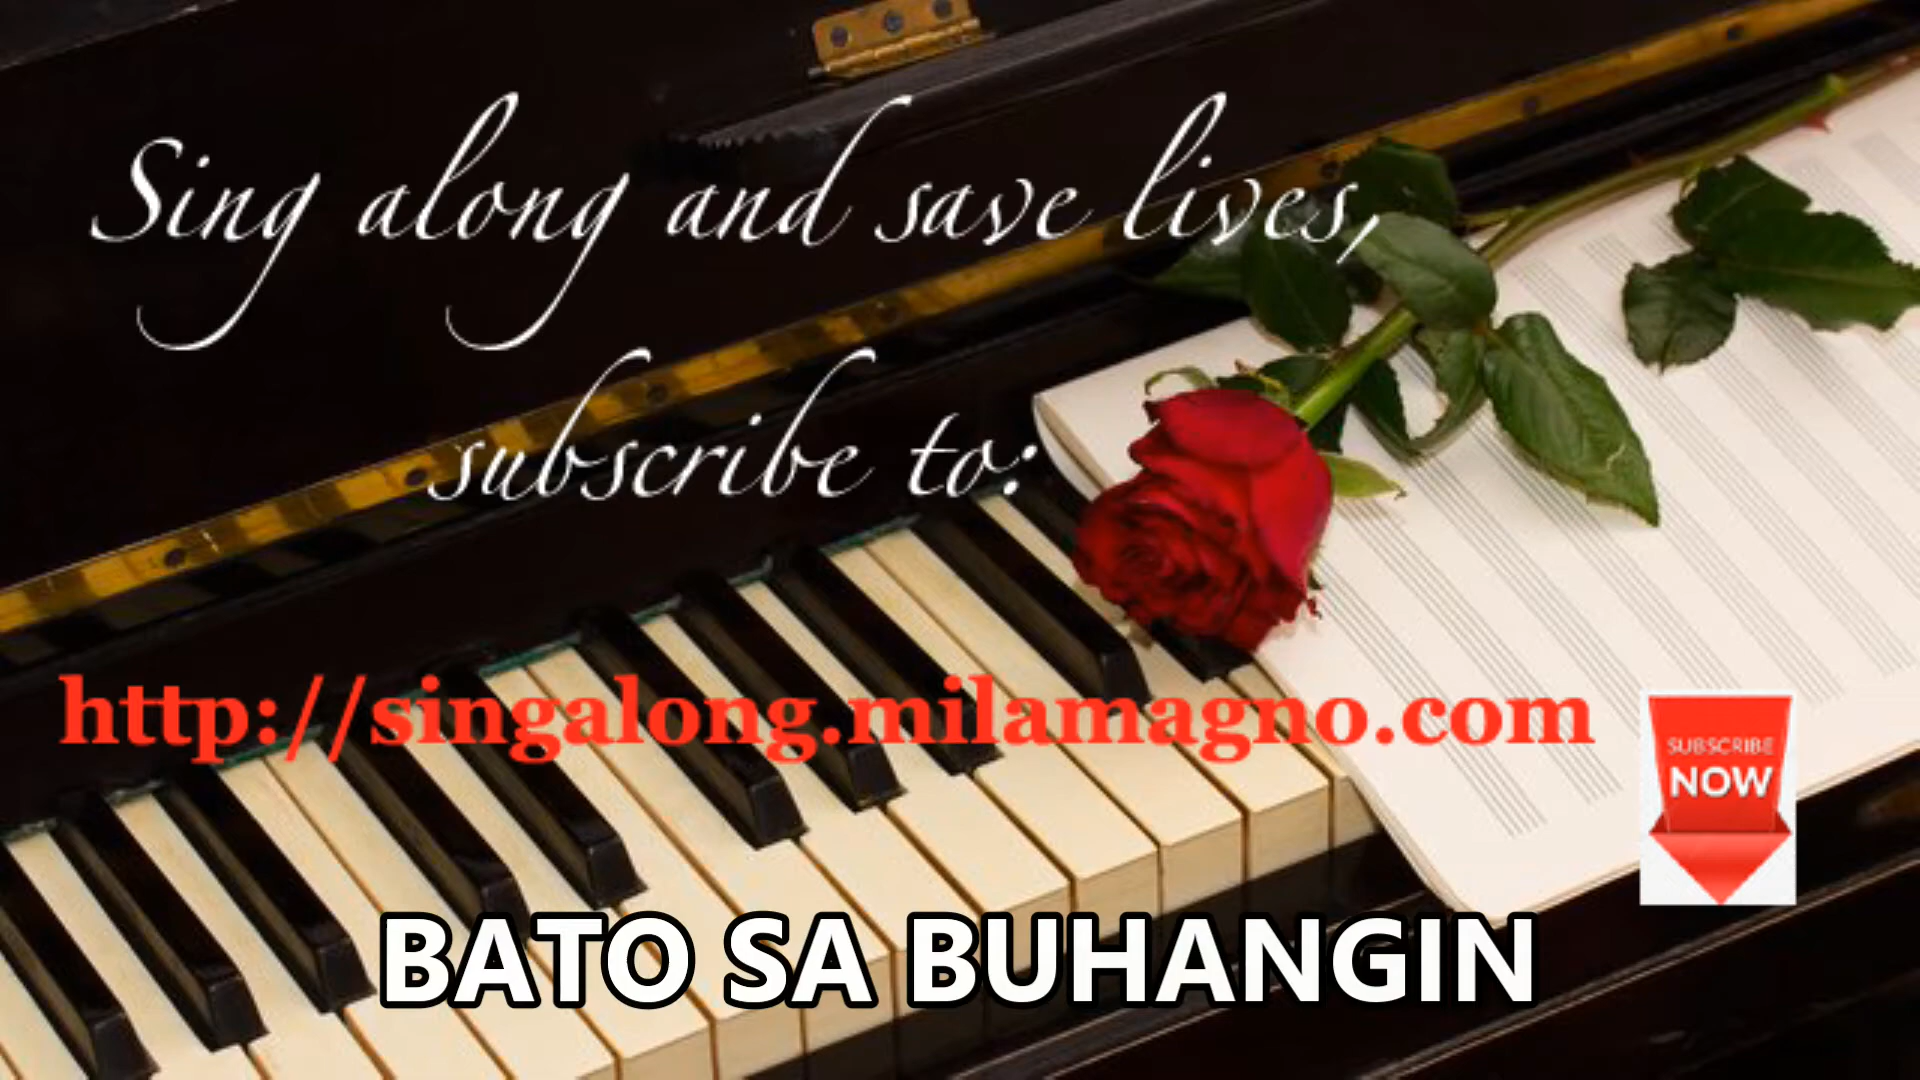 Sing along and save lives,
subscribe to:
http://singalong.milamagno.com
SUBSCRIBE
NOW
BATO SA BUHANGIN